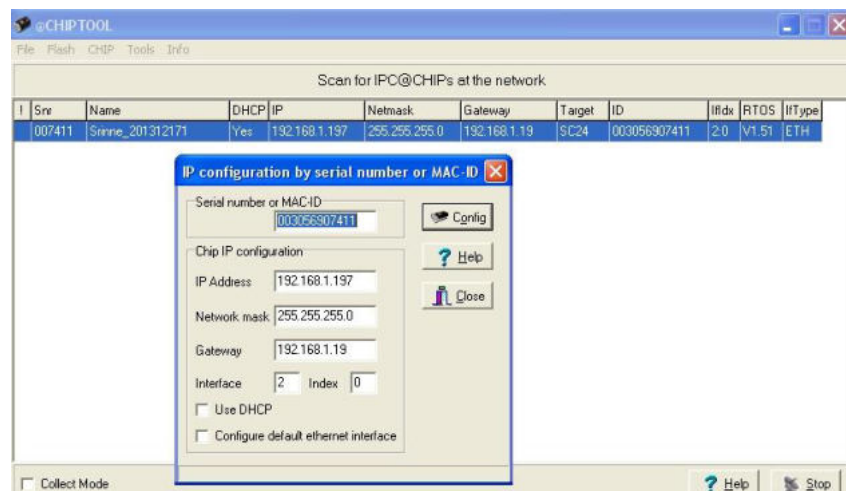 @CHIPTOOL
File Flash CHIP Tools Info
Scan for IPC@CHIPs at the network
! Snr Name DHCP IP Netmask Gateway Target ID IfIdx RTOS IfType
007411 Srinne_201312171 Yes 192.168.1.197 255.255.255.0 192.168.1.19 SC24 003056907411 2:0 V1.51 ETH
IP configuration by serial number or MAC-ID
Serial number or MAC-ID
003056907411
Config
Chip IP configuration
Help
IP Address 192.168.1.197
Close
Network mask 255.255.255.0
Gateway 192.168.1.19
Interface 2 Index 0
Use DHCP
Configure default ethernet interface
Collect Mode
Help
Stop